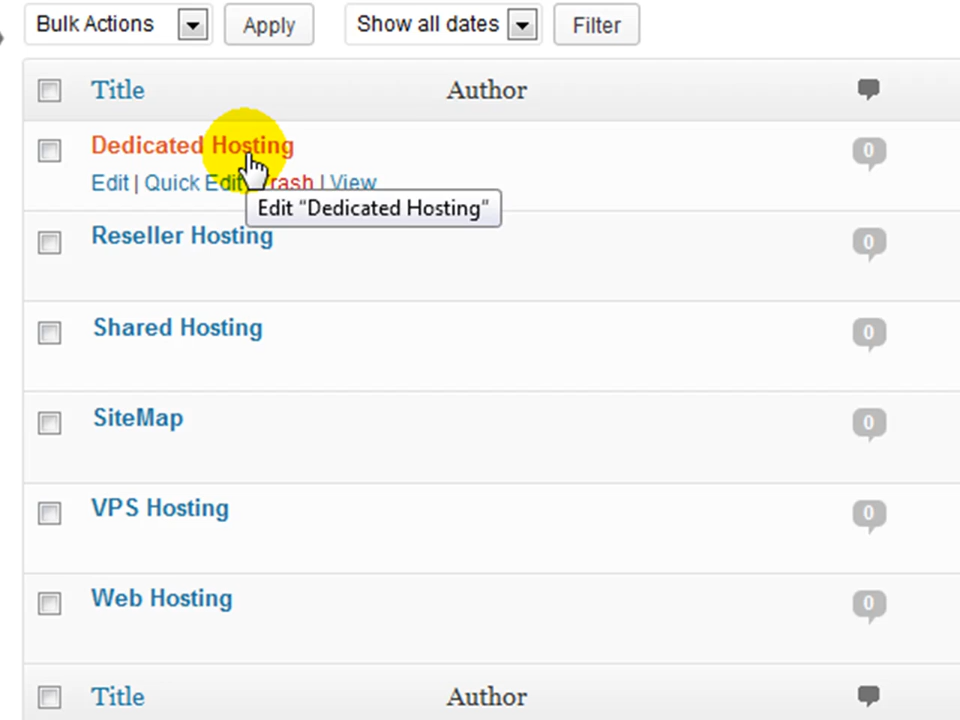 Bulk Actions Apply Show all dates Filter
Title Author
Dedicated Hosting 0
Edit | Quick Edit Trash | View
Edit “Dedicated Hosting”
Reseller Hosting 0
Shared Hosting 0
SiteMap 0
VPS Hosting 0
Web Hosting 0
Title Author